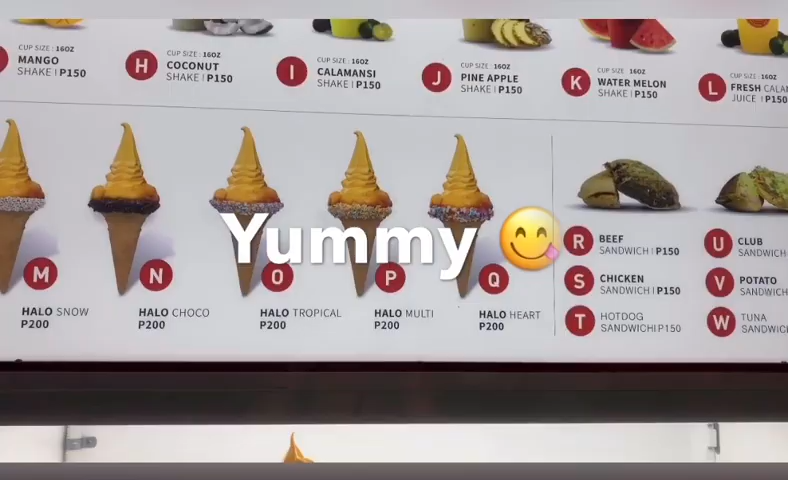 CUP SIZE : 16OZ
MANGO
SHAKE | P150
H
CUP SIZE : 16OZ
COCONUT
SHAKE | P150
I
CUP SIZE : 16OZ
CALAMANSI
SHAKE | P150
J
CUP SIZE : 16OZ
PINE APPLE
SHAKE | P150
K
CUP SIZE : 16OZ
WATER MELON
SHAKE | P150
L
CUP SIZE : 16OZ
FRESH CALAM
JUICE | P150
Yummy 😋
M
HALO SNOW
P200
N
HALO CHOCO
P200
O
HALO TROPICAL
P200
P
HALO MULTI
P200
Q
HALO HEART
P200
R
BEEF
SANDWICH | P150
S
CHICKEN
SANDWICH | P150
T
HOTDOG
SANDWICH|P150
U
CLUB
SANDWICH
V
POTATO
SANDWICH
W
TUNA
SANDWIC